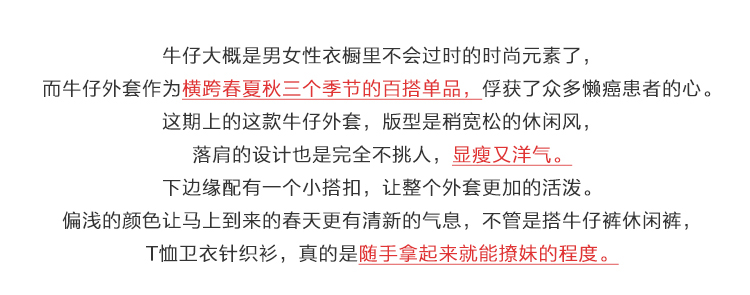 牛仔大概是男女性衣橱里不会过时的时尚元素了，
而牛仔外套作为横跨春夏秋三个季节的百搭单品，俘获了众多懒癌患者的心。
这期上的这款牛仔外套，版型是稍宽松的休闲风，
落肩的设计也是完全不挑人，显瘦又洋气。
下边缘配有一个小搭扣，让整个外套更加的活泼。
偏浅的颜色让马上到来的春天更有清新的气息，不管是搭牛仔裤休闲裤，
T恤卫衣针织衫，真的是随手拿起来就能撩妹的程度。